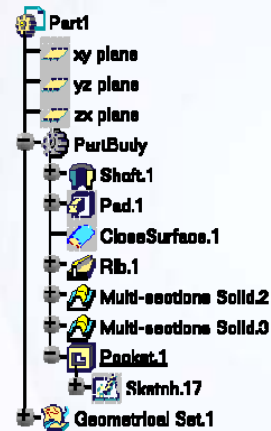 Part1
xy plane
yz plane
zx plane
PartBody
Shaft.1
Pad.1
CloseSurface.1
Rib.1
Multi-sections Solid.2
Multi-sections Solid.3
Pocket.1
Sketch.17
Geometrical Set.1